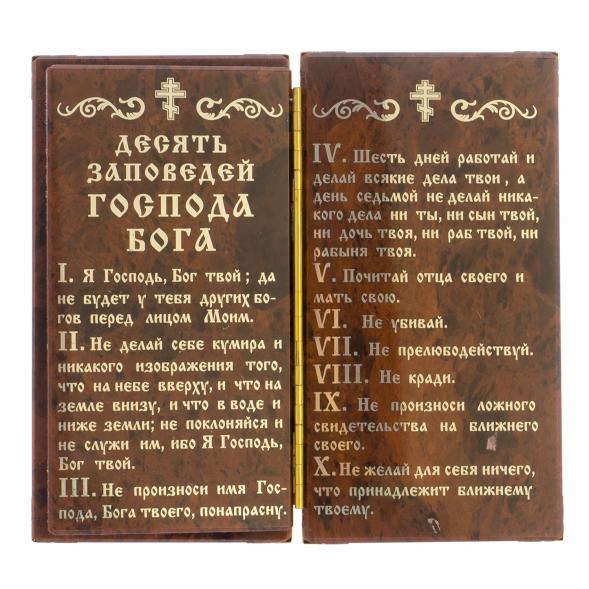 ДЕСЯТЬ
ЗАПОВЕДЕЙ
ГОСПОДА
БОГА
I. Я Господь, Бог твой; да
не будет у тебя других бо-
гов перед лицом Моим.
II. Не делай себе кумира и
никакого изображения того,
что на небе вверху, и что на
земле внизу, и что в воде и
ниже земли; не поклоняйся и
не служи им, ибо Я Господь,
Бог твой.
III. Не произноси имя Гос-
пода, Бога твоего, понапрасну.
IV. Шесть дней работай и
делай всякие дела твои, а
день седьмой не делай ника-
кого дела ни ты, ни сын твой,
ни дочь твоя, ни раб твой, ни
рабыня твоя.
V. Почитай отца своего и
мать свою.
VI. Не убивай.
VII. Не прелюбодействуй.
VIII. Не кради.
IX. Не произноси ложного
свидетельства на ближнего
своего.
X. Не желай для себя ничего,
что принадлежит ближнему
твоему.